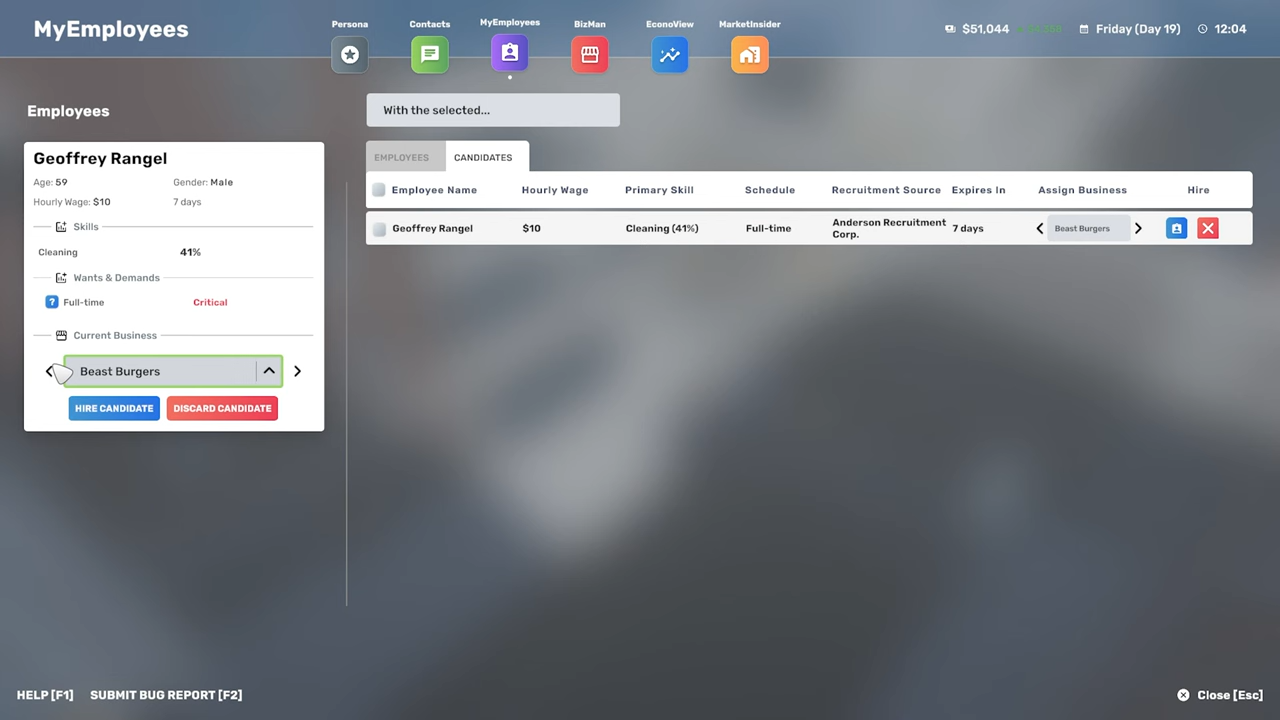 MyEmployees
Persona
Contacts
MyEmployees
BizMan
EconoView
MarketInsider
$51,044
Friday (Day 19)
12:04
Employees
With the selected...
Geoffrey Rangel
Age: 59
Gender: Male
Hourly Wage: $10
7 days
Skills
Cleaning
41%
Wants & Demands
? Full-time
Critical
Current Business
Beast Burgers
HIRE CANDIDATE
DISCARD CANDIDATE
EMPLOYEES
CANDIDATES
Employee Name
Hourly Wage
Primary Skill
Schedule
Recruitment Source
Expires In
Assign Business
Hire
Geoffrey Rangel
$10
Cleaning (41%)
Full-time
Anderson Recruitment
Corp.
7 days
Beast Burgers
HELP [F1]
SUBMIT BUG REPORT [F2]
Close [Esc]